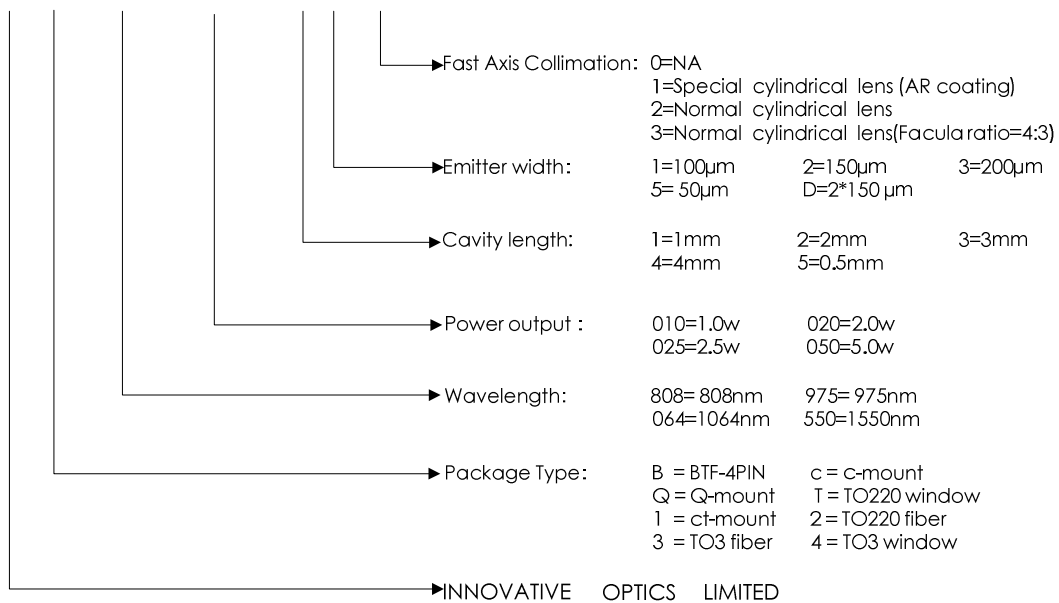 Fast Axis Collimation: 0=NA
1=Special cylindrical lens (AR coating)
2=Normal cylindrical lens
3=Normal cylindrical lens(Facula ratio=4:3)
Emitter width: 1=100µm 2=150µm 3=200µm
5= 50µm D=2*150 µm
Cavity length: 1=1mm 2=2mm 3=3mm
4=4mm 5=0.5mm
Power output : 010=1.0w 020=2.0w
025=2.5w 050=5.0w
Wavelength: 808= 808nm 975= 975nm
064=1064nm 550=1550nm
Package Type: B = BTF-4PIN c = c-mount
Q = Q-mount T = TO220 window
1 = ct-mount 2 = TO220 fiber
3 = TO3 fiber 4 = TO3 window
INNOVATIVE OPTICS LIMITED